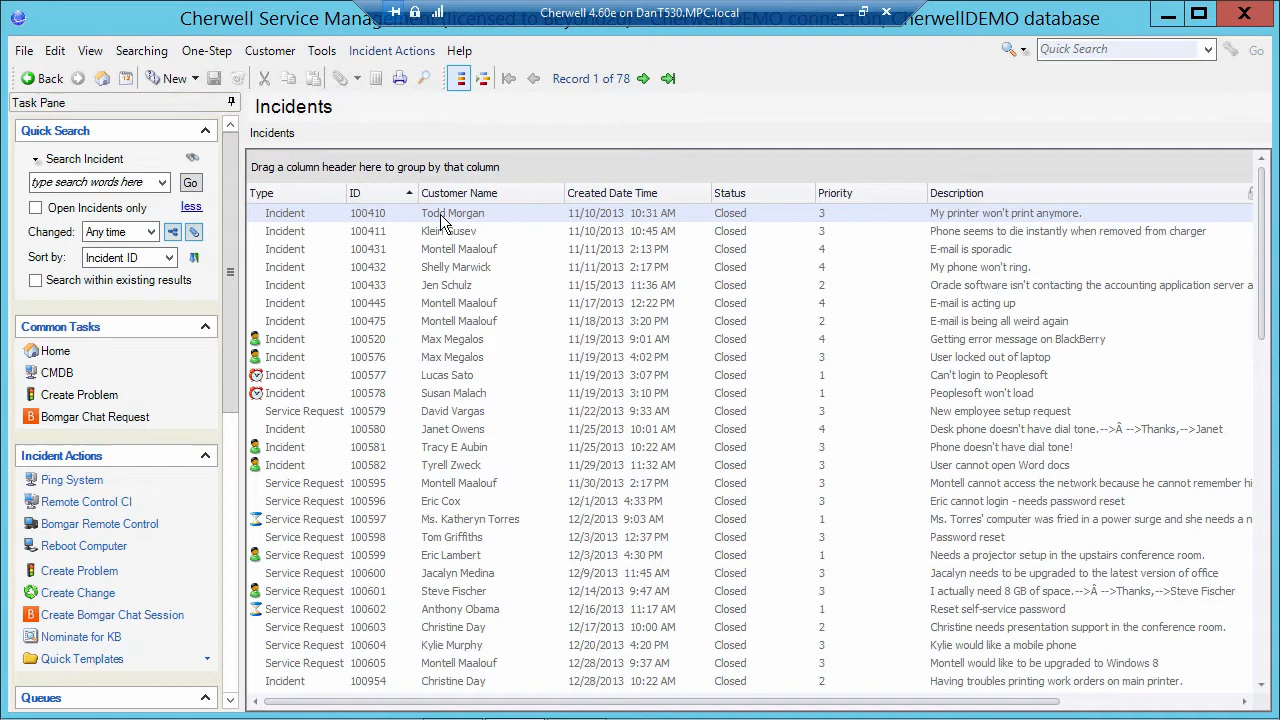 Cherwell Service Management (licensed to
Cherwell 4.60e on DanT530.MPC.local
DEMO connection, CherwellDEMO database
File Edit View Searching One-Step Customer Tools Incident Actions Help
Quick Search Go
Back New Record 1 of 78
Task Pane
Quick Search
Search Incident
type search words here Go
Open Incidents only less
Changed: Any time
Sort by: Incident ID
Search within existing results
Common Tasks
Home
CMDB
Create Problem
B Bomgar Chat Request
Incident Actions
Ping System
Remote Control CI
Bomgar Remote Control
Reboot Computer
Create Problem
Create Change
B Create Bomgar Chat Session
Nominate for KB
Quick Templates
Queues
Incidents
Incidents
Drag a column header here to group by that column
Type ID Customer Name Created Date Time Status Priority Description
Incident 100410 Todd Morgan 11/10/2013 10:31 AM Closed 3 My printer won't print anymore.
Incident 100411 Klein Gusev 11/10/2013 10:45 AM Closed 3 Phone seems to die instantly when removed from charger
Incident 100431 Montell Maalouf 11/11/2013 2:13 PM Closed 4 E-mail is sporadic
Incident 100432 Shelly Marwick 11/11/2013 2:17 PM Closed 4 My phone won't ring.
Incident 100433 Jen Schulz 11/15/2013 11:36 AM Closed 2 Oracle software isn't contacting the accounting application server a
Incident 100445 Montell Maalouf 11/17/2013 12:22 PM Closed 4 E-mail is acting up
Incident 100475 Montell Maalouf 11/18/2013 3:20 PM Closed 2 E-mail is being all weird again
Incident 100520 Max Megalos 11/19/2013 9:01 AM Closed 4 Getting error message on BlackBerry
Incident 100576 Max Megalos 11/19/2013 4:02 PM Closed 3 User locked out of laptop
Incident 100577 Lucas Sato 11/19/2013 3:07 PM Closed 1 Can't login to Peoplesoft
Incident 100578 Susan Malach 11/19/2013 3:10 PM Closed 1 Peoplesoft won't load
Service Request 100579 David Vargas 11/22/2013 9:33 AM Closed 3 New employee setup request
Incident 100580 Janet Owens 11/25/2013 10:01 AM Closed 4 Desk phone doesn't have dial tone.-->Â -->Thanks,-->Janet
Incident 100581 Tracy E Aubin 11/25/2013 10:22 AM Closed 3 Phone doesn't have dial tone!
Incident 100582 Tyrell Zweck 11/29/2013 11:32 AM Closed 3 User cannot open Word docs
Service Request 100595 Montell Maalouf 11/30/2013 2:17 PM Closed 3 Montell cannot access the network because he cannot remember hi
Service Request 100596 Eric Cox 12/1/2013 4:33 PM Closed 3 Eric cannot login - needs password reset
Service Request 100597 Ms. Katheryn Torres 12/2/2013 9:03 AM Closed 1 Ms. Torres' computer was fried in a power surge and she needs a n
Service Request 100598 Tom Griffiths 12/3/2013 12:37 PM Closed 3 Password reset
Service Request 100599 Eric Lambert 12/3/2013 4:30 PM Closed 1 Needs a projector setup in the upstairs conference room.
Service Request 100600 Jacalyn Medina 12/9/2013 11:45 AM Closed 3 Jacalyn needs to be upgraded to the latest version of office
Service Request 100601 Steve Fischer 12/14/2013 9:47 AM Closed 3 I actually need 8 GB of space.-->Â -->Thanks,-->Steve Fischer
Service Request 100602 Anthony Obama 12/16/2013 11:17 AM Closed 1 Reset self-service password
Service Request 100603 Christine Day 12/17/2013 10:00 AM Closed 2 Christine needs presentation support in the conference room.
Service Request 100604 Kylie Murphy 12/20/2013 4:20 PM Closed 3 Kylie would like a mobile phone
Service Request 100605 Montell Maalouf 12/28/2013 9:37 AM Closed 3 Montell would like to be upgraded to Windows 8
Incident 100954 Christine Day 12/28/2013 10:22 AM Closed 2 Having troubles printing work orders on main printer.